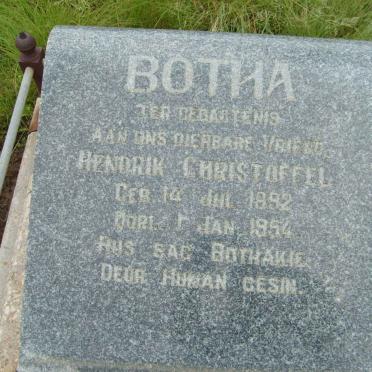 BOTHA
TER GEDAGTENIS
AAN ONS DIERBARE VRIEND
HENDRIK CHRISTOFFEL
GEB. 14 JUL. 1892
OORL. 1 JAN. 1954
RUS SAG BOTHAKIE
DEUR HUMAN GESIN.